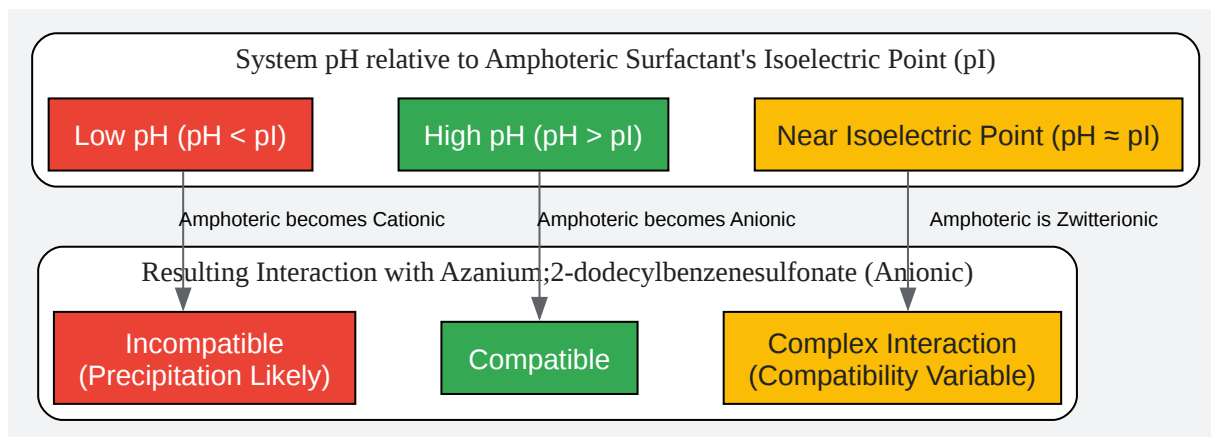 System pH relative to Amphoteric Surfactant's Isoelectric Point (pI)
Low pH (pH < pI)
High pH (pH > pI)
Near Isoelectric Point (pH ≈ pI)
Amphoteric becomes Cationic
Amphoteric becomes Anionic
Amphoteric is Zwitterionic
Resulting Interaction with Azanium;2-dodecylbenzenesulfonate (Anionic)
Incompatible
(Precipitation Likely)
Compatible
Complex Interaction
(Compatibility Variable)